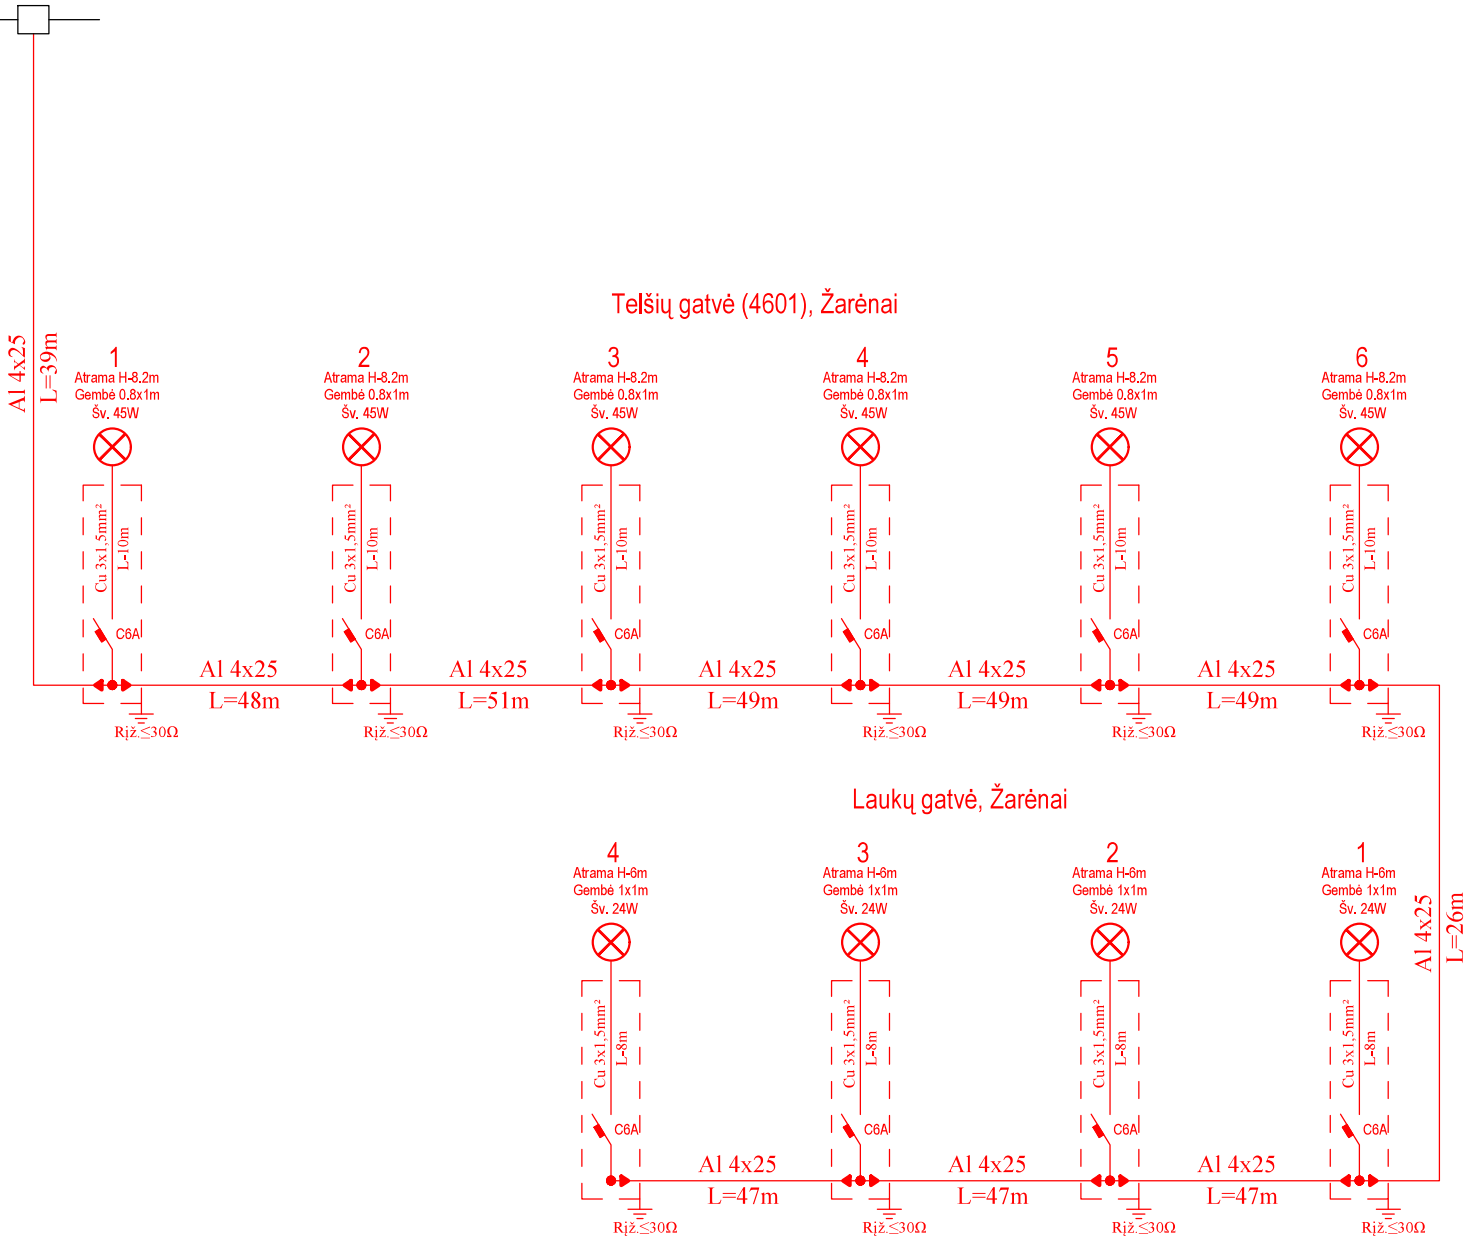 Telšių gatvė (4601), Žarėnai
Al 4x25
L=39m
1
Atrama H-8.2m
Gembė 0.8x1m
Šv. 45W
Cu 3x1,5mm²
L-10m
C6A
Rįž.≤30Ω
Al 4x25
L=48m
2
Atrama H-8.2m
Gembė 0.8x1m
Šv. 45W
Cu 3x1,5mm²
L-10m
C6A
Rįž.≤30Ω
Al 4x25
L=51m
3
Atrama H-8.2m
Gembė 0.8x1m
Šv. 45W
Cu 3x1,5mm²
L-10m
C6A
Rįž.≤30Ω
Al 4x25
L=49m
4
Atrama H-8.2m
Gembė 0.8x1m
Šv. 45W
Cu 3x1,5mm²
L-10m
C6A
Rįž.≤30Ω
Al 4x25
L=49m
5
Atrama H-8.2m
Gembė 0.8x1m
Šv. 45W
Cu 3x1,5mm²
L-10m
C6A
Rįž.≤30Ω
Al 4x25
L=49m
6
Atrama H-8.2m
Gembė 0.8x1m
Šv. 45W
Cu 3x1,5mm²
L-10m
C6A
Rįž.≤30Ω
Laukų gatvė, Žarėnai
4
Atrama H-6m
Gembė 1x1m
Šv. 24W
Cu 3x1,5mm²
L-8m
C6A
Rįž.≤30Ω
Al 4x25
L=47m
3
Atrama H-6m
Gembė 1x1m
Šv. 24W
Cu 3x1,5mm²
L-8m
C6A
Rįž.≤30Ω
Al 4x25
L=47m
2
Atrama H-6m
Gembė 1x1m
Šv. 24W
Cu 3x1,5mm²
L-8m
C6A
Rįž.≤30Ω
Al 4x25
L=47m
1
Atrama H-6m
Gembė 1x1m
Šv. 24W
Cu 3x1,5mm²
L-8m
C6A
Rįž.≤30Ω
Al 4x25
L=26m